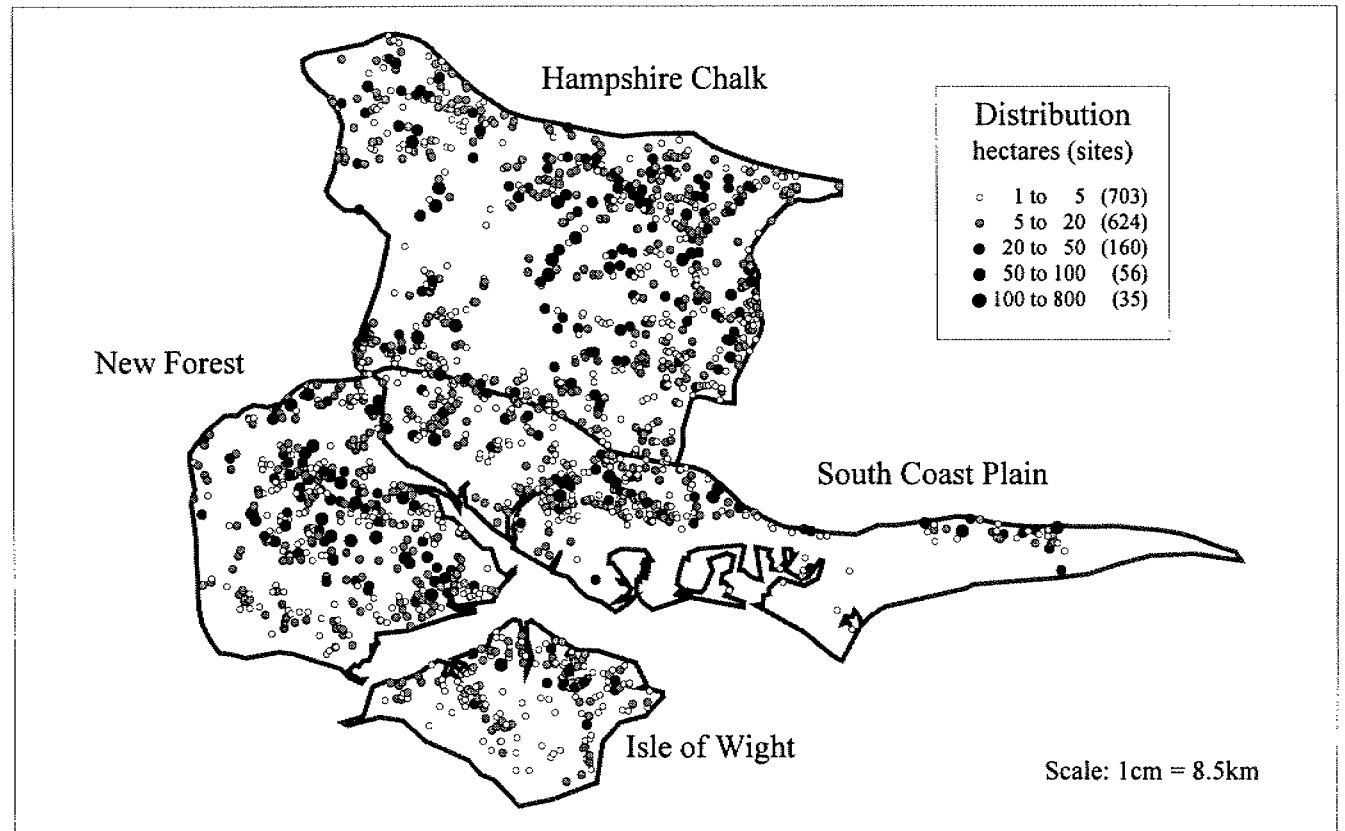 Hampshire Chalk
Distribution
hectares (sites)
1 to 5 (703)
5 to 20 (624)
20 to 50 (160)
50 to 100 (56)
100 to 800 (35)
New Forest
South Coast Plain
Isle of Wight
Scale: 1cm = 8.5km